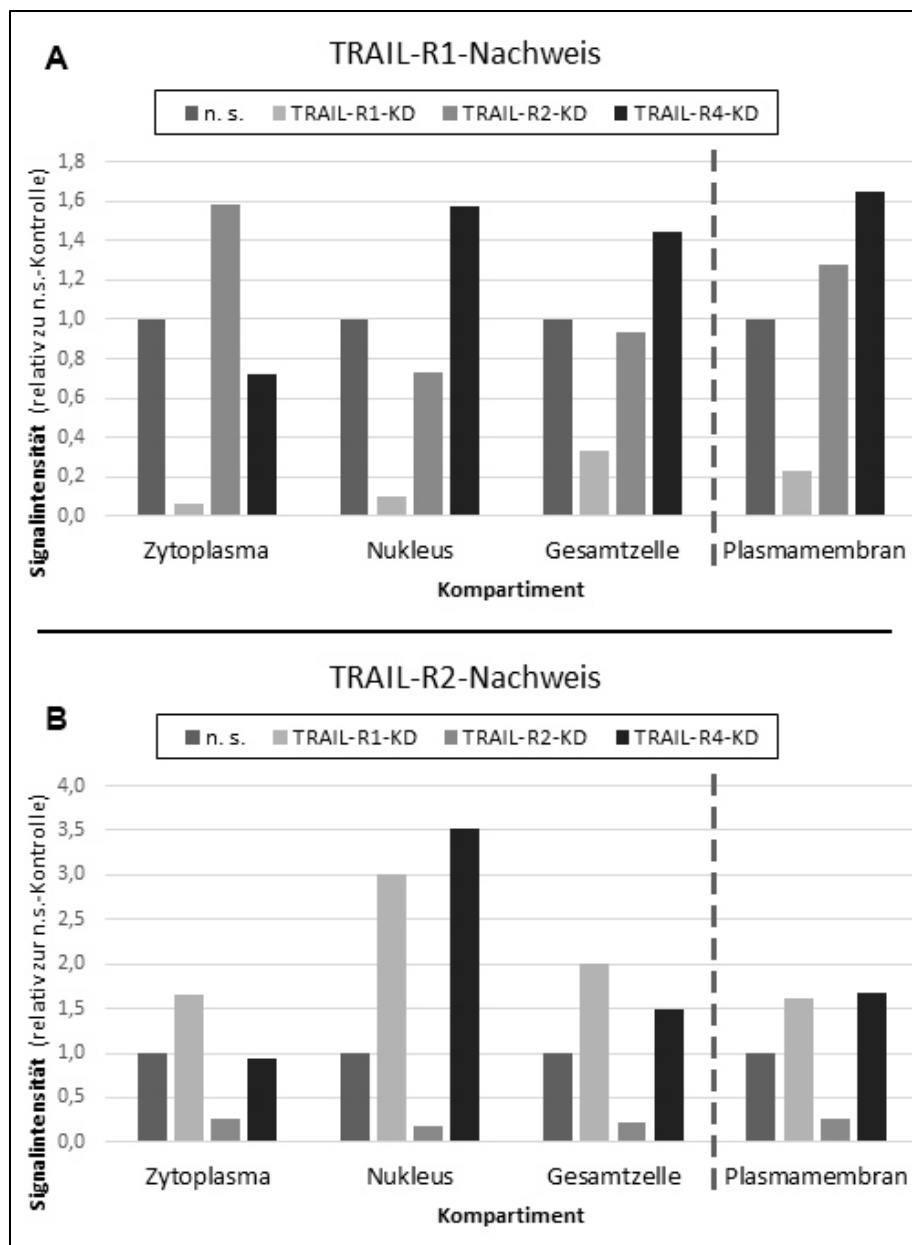 A
TRAIL-R1-Nachweis
n. s. TRAIL-R1-KD TRAIL-R2-KD TRAIL-R4-KD
Signalintensität (relativ zu n.s.-Kontrolle)
1,8
1,6
1,4
1,2
1,0
0,8
0,6
0,4
0,2
0,0
Zytoplasma Nukleus Gesamtzelle Plasmamembran
Kompartiment
TRAIL-R2-Nachweis
B
n. s. TRAIL-R1-KD TRAIL-R2-KD TRAIL-R4-KD
Signalintensität (relativ zur n.s.-Kontrolle)
4,0
3,5
3,0
2,5
2,0
1,5
1,0
0,5
0,0
Zytoplasma Nukleus Gesamtzelle Plasmamembran
Kompartiment